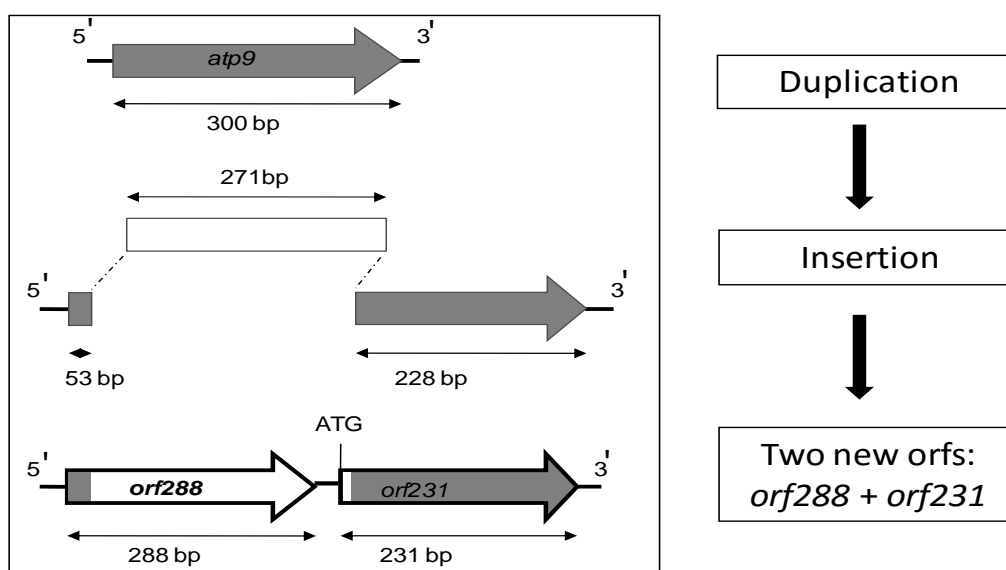 5' 3'
atp9
300 bp
271bp
5' 3'
53 bp
228 bp
ATG
5' 3'
orf288
orf231
288 bp
231 bp
Duplication
Insertion
Two new orfs:
orf288 + orf231